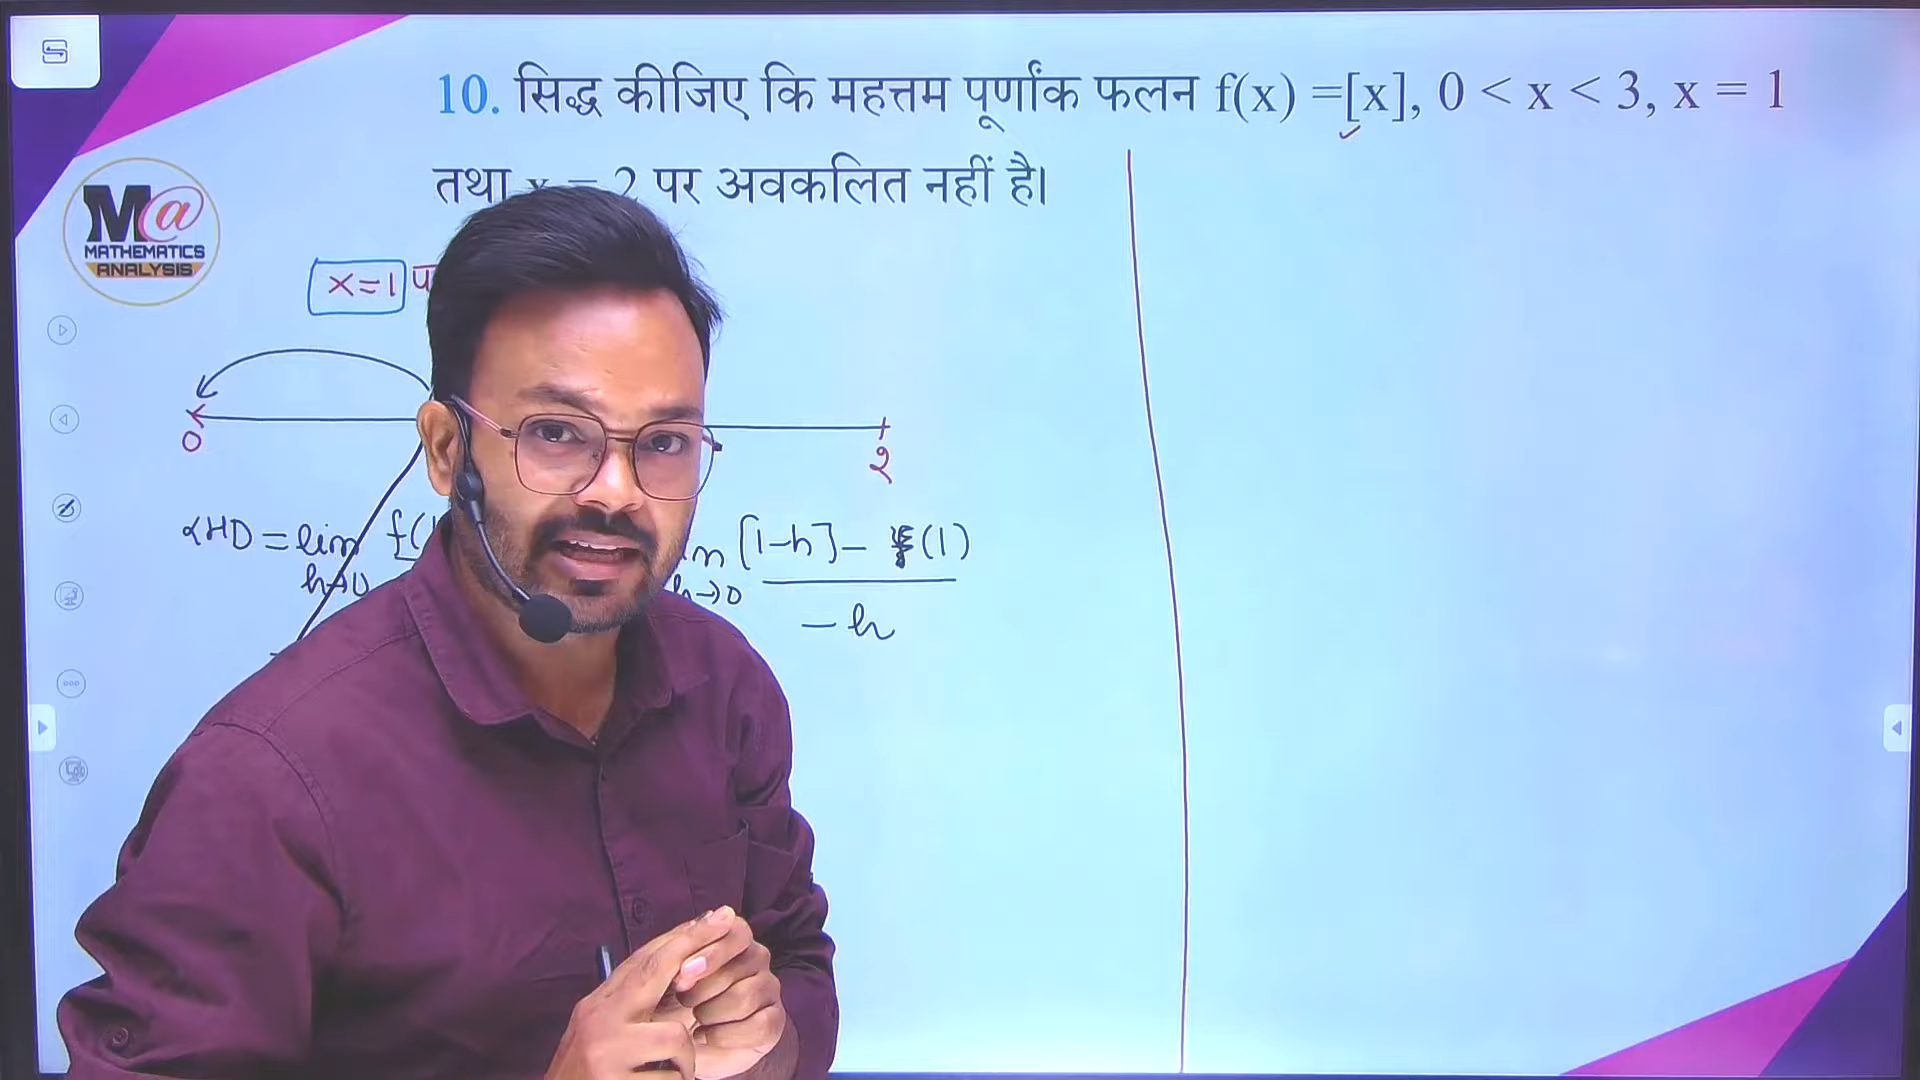 10. सिद्ध कीजिए कि महत्तम पूर्णांक फलन f(x) =[x], 0 < x < 3, x = 1
तथा x = 2 पर अवकलित नहीं है।
M@
MATHEMATICS
ANALYSIS
x=1 प
0 2
LHD = lim f( [1-h] - f(1)
h→0 h→0 -h